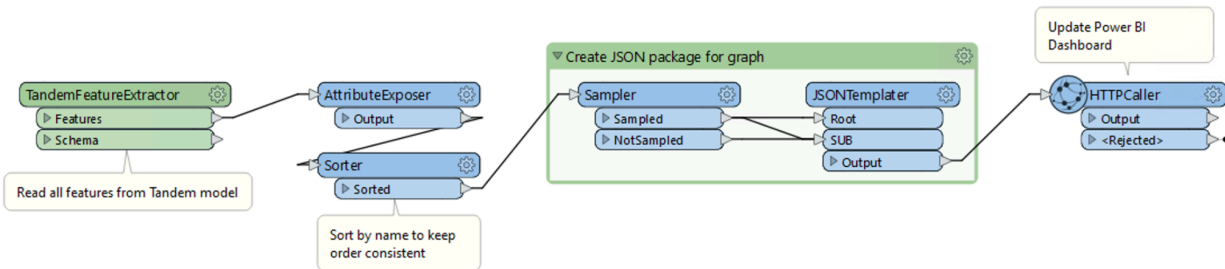 TandemFeatureExtractor
Features
Schema
Read all features from Tandem model
AttributeExposer
Output
Sorter
Sorted
Sort by name to keep
order consistent
Create JSON package for graph
Sampler
Sampled
NotSampled
JSONTemplater
Root
SUB
Output
Update Power BI
Dashboard
HTTPCaller
Output
<Rejected>